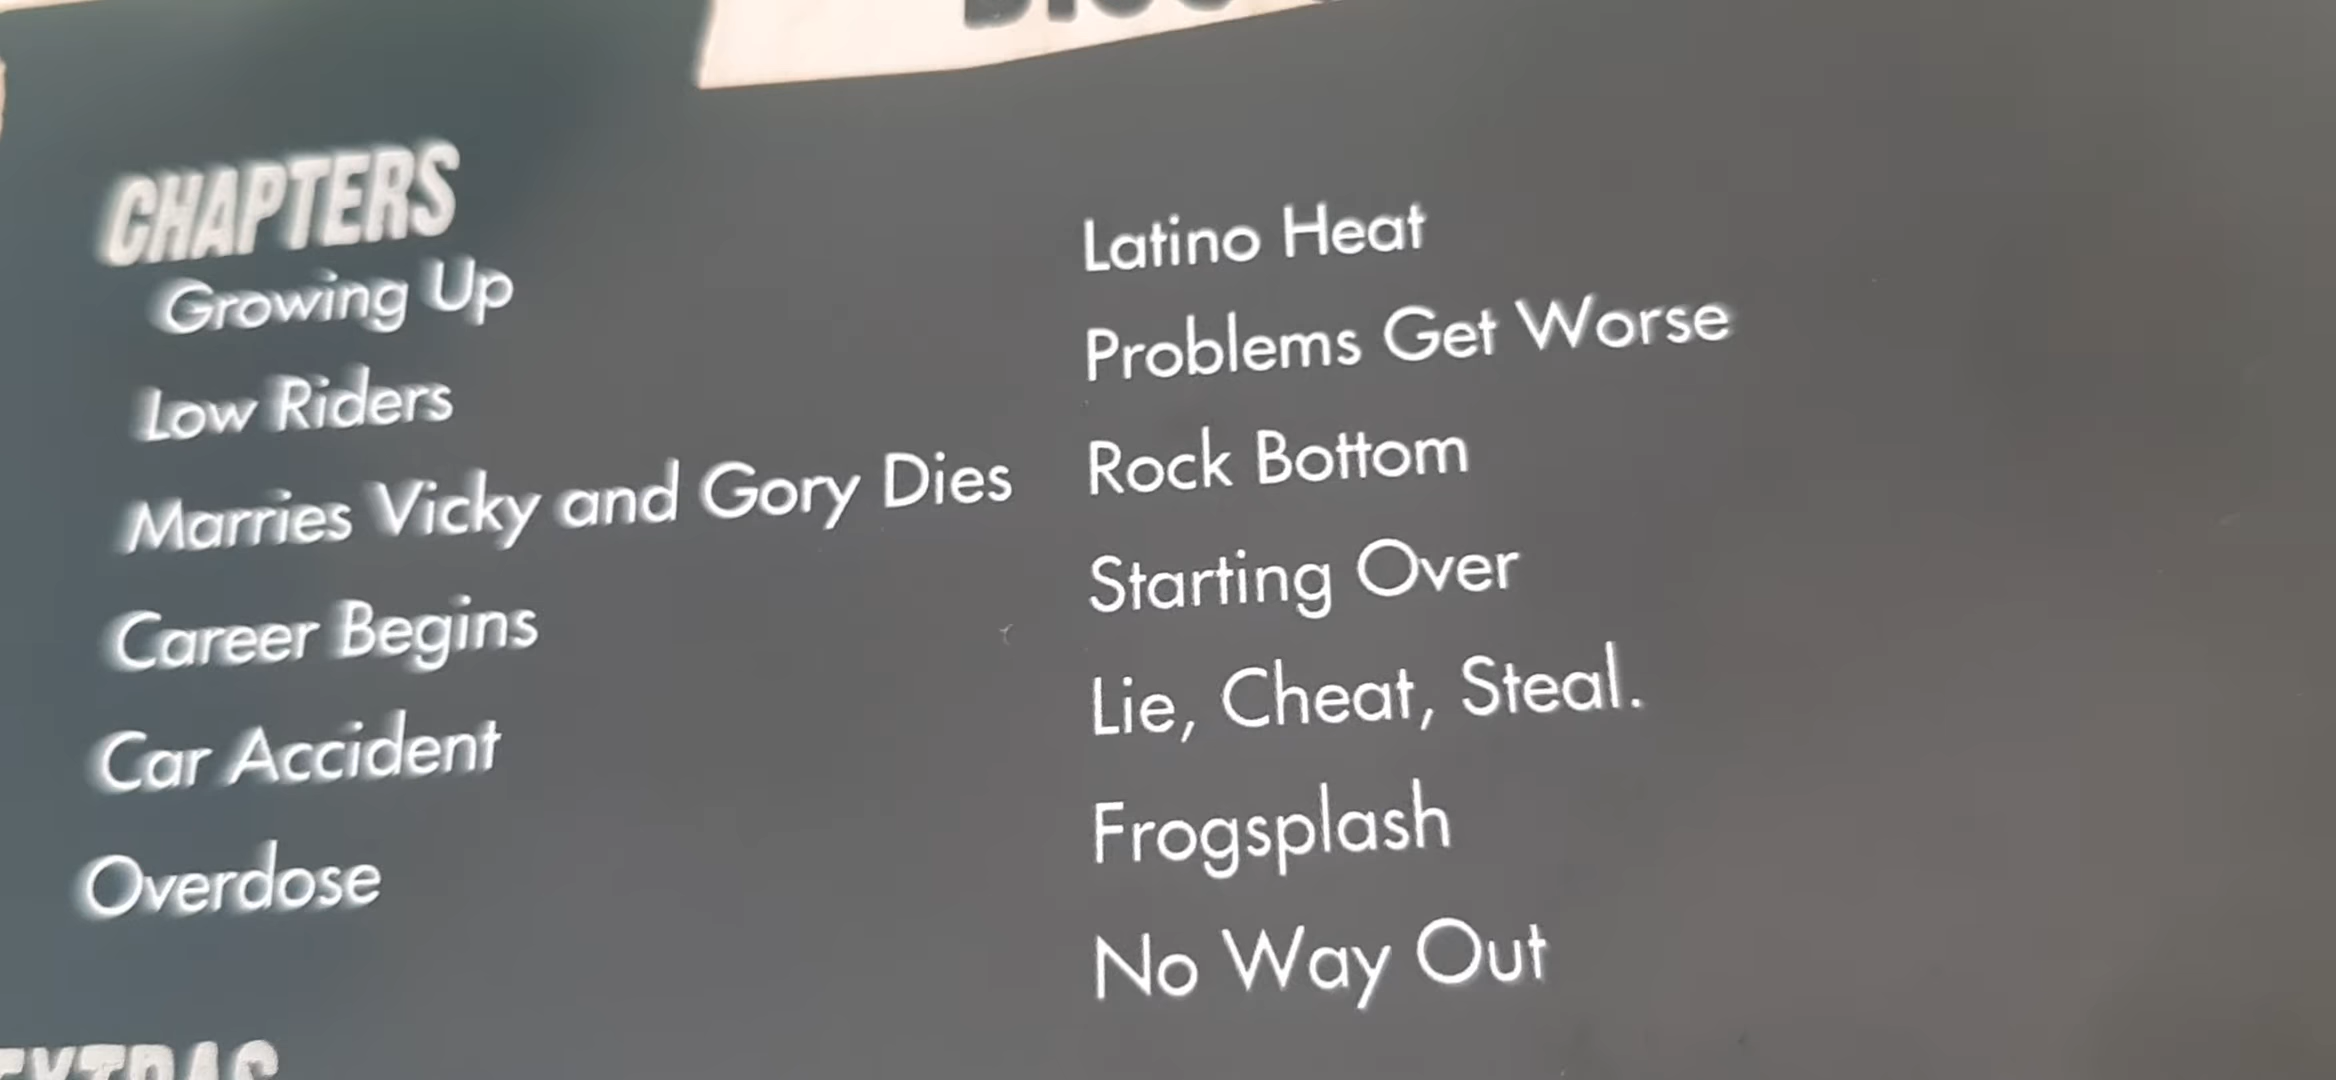 CHAPTERS
Growing Up
Low Riders
Marries Vicky and Gory Dies
Career Begins
Car Accident
Overdose
Latino Heat
Problems Get Worse
Rock Bottom
Starting Over
Lie, Cheat, Steal.
Frogsplash
No Way Out
EXTRAS